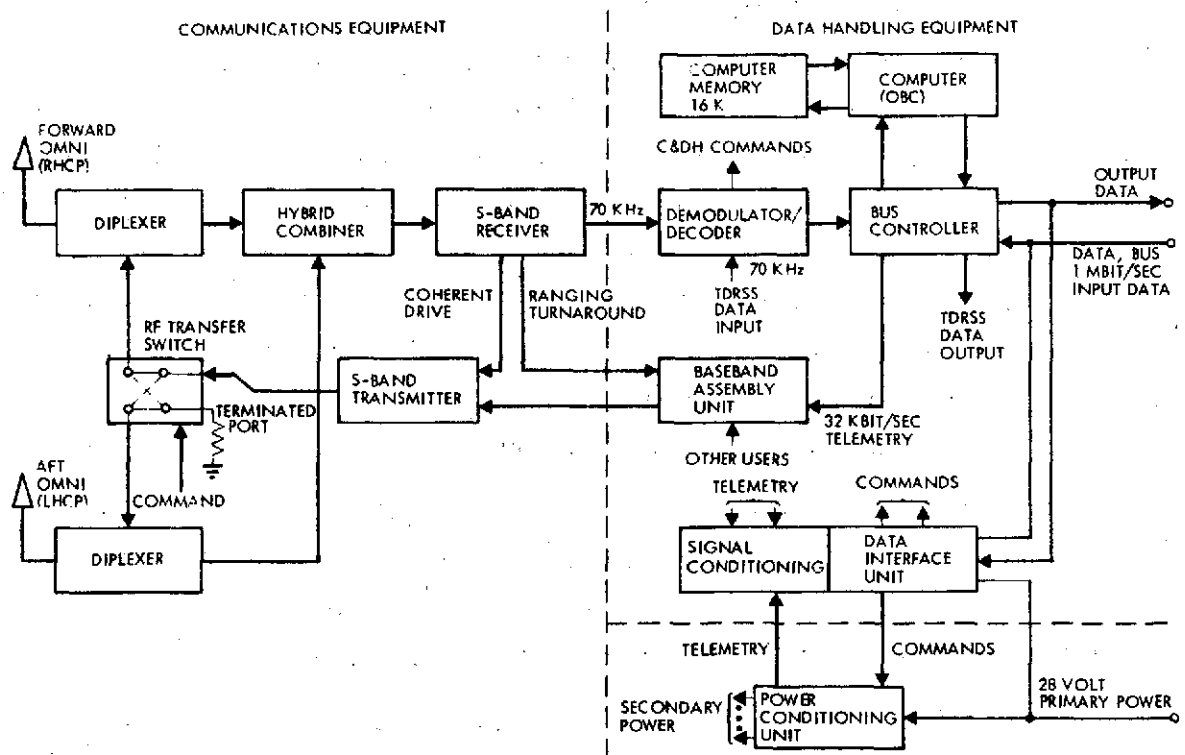 COMMUNICATIONS EQUIPMENT
DATA HANDLING EQUIPMENT
COMPUTER
MEMORY
16 K
COMPUTER
(OBC)
FORWARD
OMNI
(RHCP)
C&DH COMMANDS
OUTPUT
DATA
DIPLEXER
HYBRID
COMBINER
S-BAND
RECEIVER
70 KHz
DEMODULATOR/
DECODER
BUS
CONTROLLER
70 KHz
DATA, BUS
1 MBIT/SEC
INPUT DATA
COHERENT
DRIVE
RANGING
TURNAROUND
TDRSS
DATA
INPUT
TDRSS
DATA
OUTPUT
RF TRANSFER
SWITCH
S-BAND
TRANSMITTER
BASEBAND
ASSEMBLY
UNIT
TERMINATED
PORT
32 KBIT/SEC
TELEMETRY
OTHER USERS
AFT
OMNI
(LHCP)
COMMAND
TELEMETRY
COMMANDS
DIPLEXER
SIGNAL
CONDITIONING
DATA
INTERFACE
UNIT
TELEMETRY
COMMANDS
SECONDARY
POWER
POWER
CONDITIONING
UNIT
28 VOLT
PRIMARY POWER